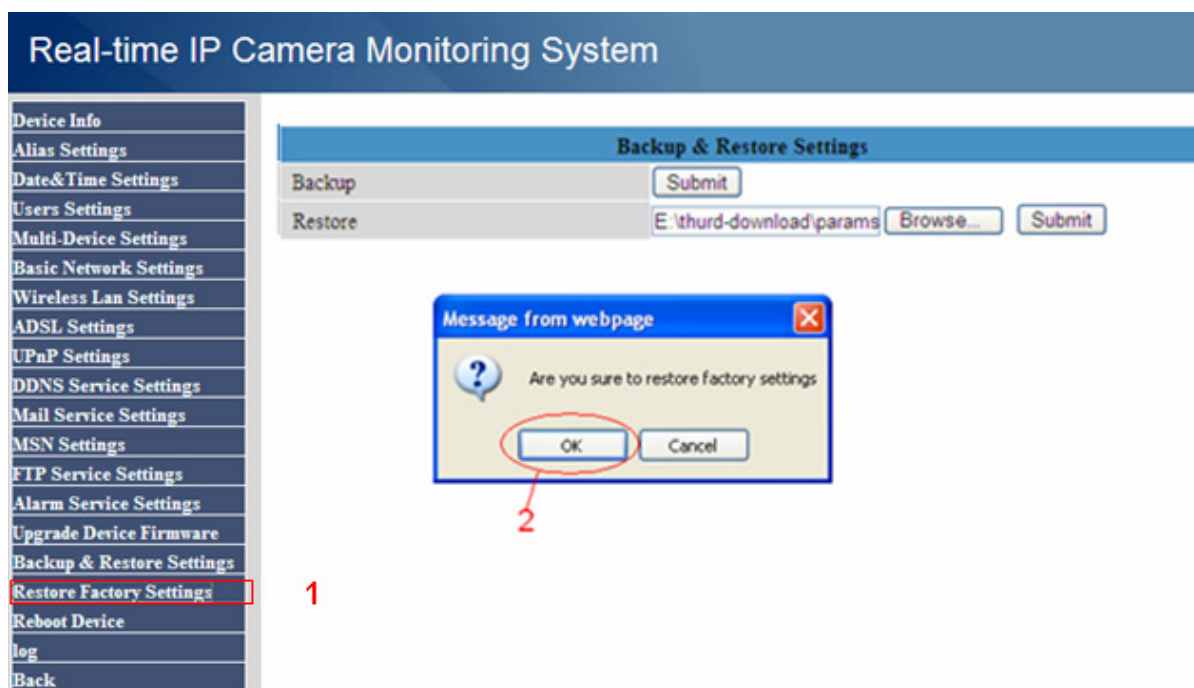 Real-time IP Camera Monitoring System
Device Info
Alias Settings
Date&Time Settings
Users Settings
Multi-Device Settings
Basic Network Settings
Wireless Lan Settings
ADSL Settings
UPnP Settings
DDNS Service Settings
Mail Service Settings
MSN Settings
FTP Service Settings
Alarm Service Settings
Upgrade Device Firmware
Backup & Restore Settings
Restore Factory Settings
1
Reboot Device
log
Back
Backup & Restore Settings
Backup Submit
Restore E:\thurd-download\params Browse... Submit
Message from webpage
Are you sure to restore factory settings
OK Cancel
2